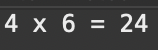 4 x 6 = 24